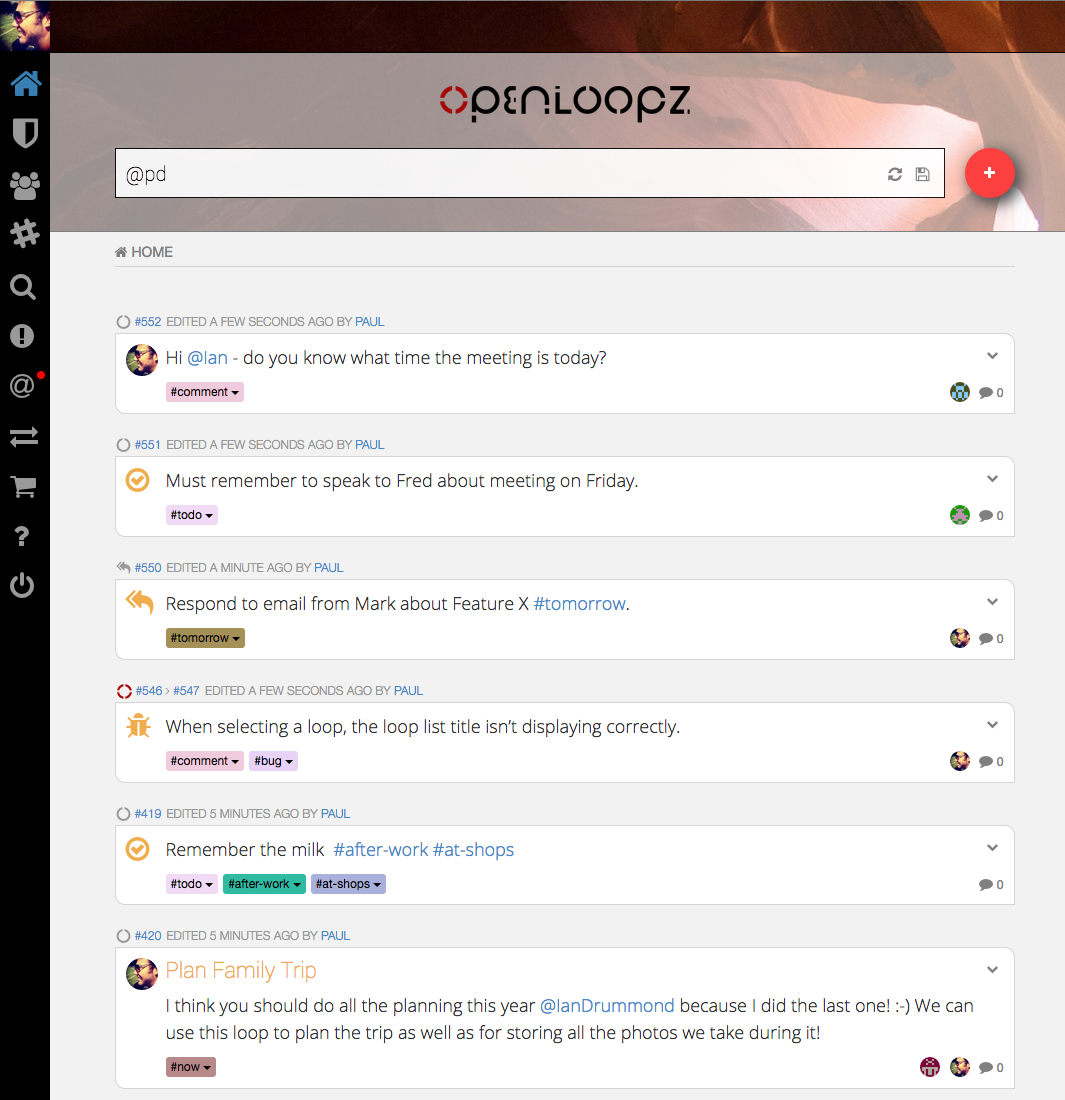 OPENLOOPZ
@pd
+
HOME
#552 EDITED A FEW SECONDS AGO BY PAUL
Hi @Ian - do you know what time the meeting is today?
#comment
0
#551 EDITED A FEW SECONDS AGO BY PAUL
Must remember to speak to Fred about meeting on Friday.
#todo
0
#550 EDITED A MINUTE AGO BY PAUL
Respond to email from Mark about Feature X #tomorrow.
#tomorrow
0
#546 › #547 EDITED A FEW SECONDS AGO BY PAUL
When selecting a loop, the loop list title isn’t displaying correctly.
#comment #bug
0
#419 EDITED 5 MINUTES AGO BY PAUL
Remember the milk #after-work #at-shops
#todo #after-work #at-shops
0
#420 EDITED 5 MINUTES AGO BY PAUL
Plan Family Trip
I think you should do all the planning this year @IanDrummond because I did the last one! :-) We can
use this loop to plan the trip as well as for storing all the photos we take during it!
#now
0